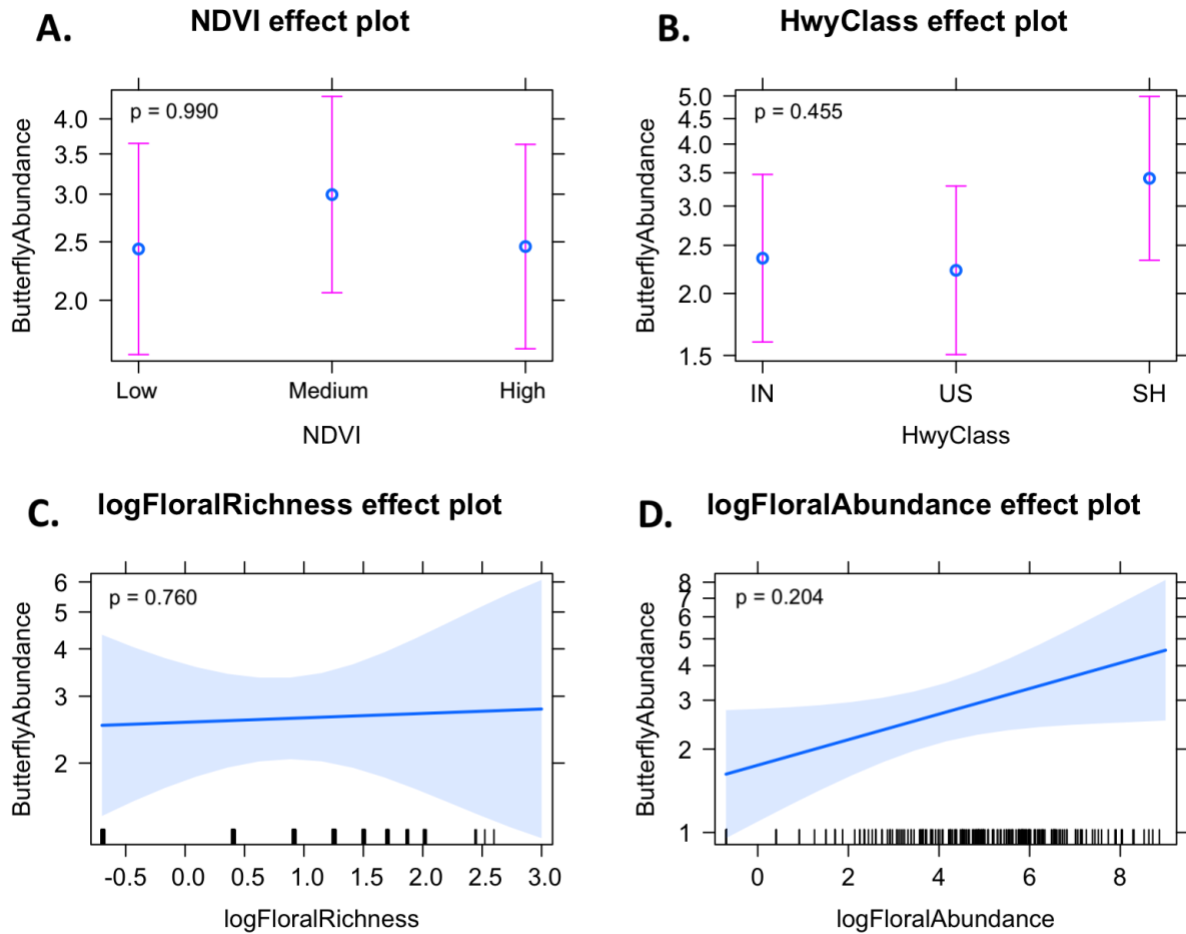 A.
NDVI effect plot
p = 0.990
ButterflyAbundance
4.0
3.5
3.0
2.5
2.0
Low Medium High
NDVI
B.
HwyClass effect plot
p = 0.455
ButterflyAbundance
5.0
4.5
4.0
3.5
3.0
2.5
2.0
1.5
IN US SH
HwyClass
C.
logFloralRichness effect plot
p = 0.760
ButterflyAbundance
6
5
4
3
2
-0.5 0.0 0.5 1.0 1.5 2.0 2.5 3.0
logFloralRichness
D.
logFloralAbundance effect plot
p = 0.204
ButterflyAbundance
8
7
6
5
4
3
2
1
0 2 4 6 8
logFloralAbundance